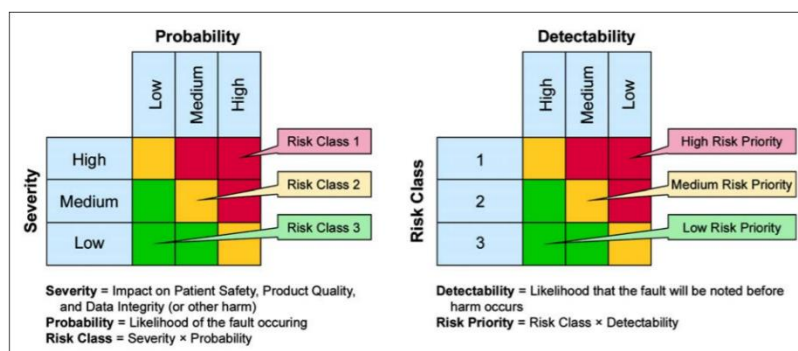 Probability
Low
Medium
High
Severity
High
Medium
Low
Risk Class 1
Risk Class 2
Risk Class 3
Severity = Impact on Patient Safety, Product Quality,
and Data Integrity (or other harm)
Probability = Likelihood of the fault occuring
Risk Class = Severity × Probability
Detectability
High
Medium
Low
Risk Class
1
2
3
High Risk Priority
Medium Risk Priority
Low Risk Priority
Detectability = Likelihood that the fault will be noted before
harm occurs
Risk Priority = Risk Class × Detectability